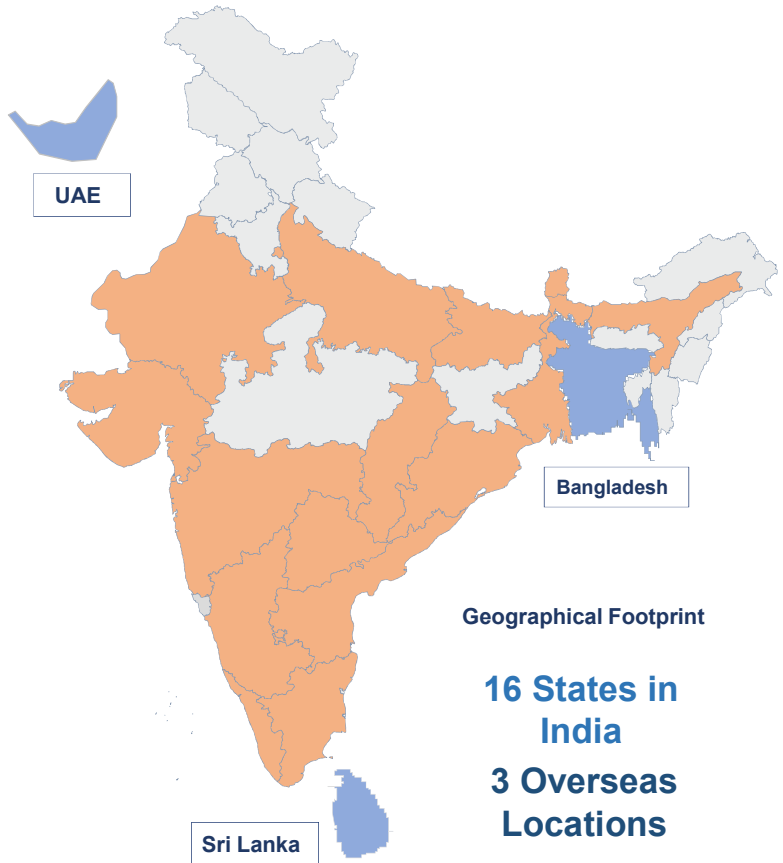 UAE
Bangladesh
Geographical Footprint
16 States in
India
3 Overseas
Locations
Sri Lanka